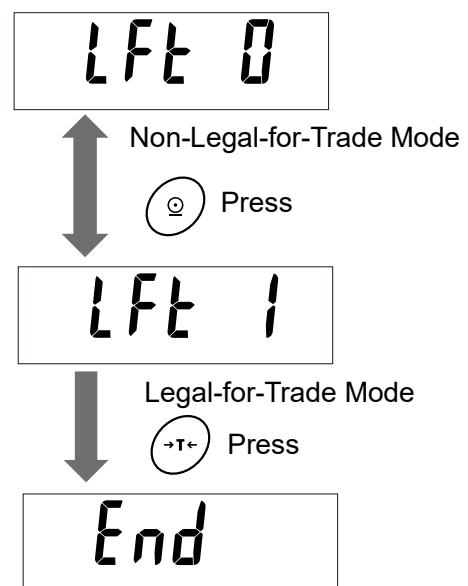 LFt 0
Non-Legal-for-Trade Mode
Press
LFt 1
Legal-for-Trade Mode
→T← Press
End